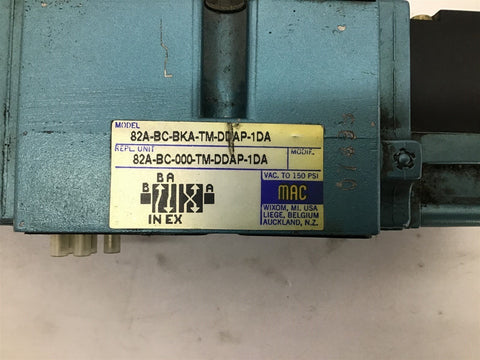 MODEL
82A-BC-BKA-TM-DDAP-1DA
REPL. UNIT
82A-BC-000-TM-DDAP-1DA
MODIF.
VAC. TO 150 PSI
B A
B A
IN EX
MAC
WIXOM, MI. USA
LIEGE, BELGIUM
AUCKLAND, N.Z.